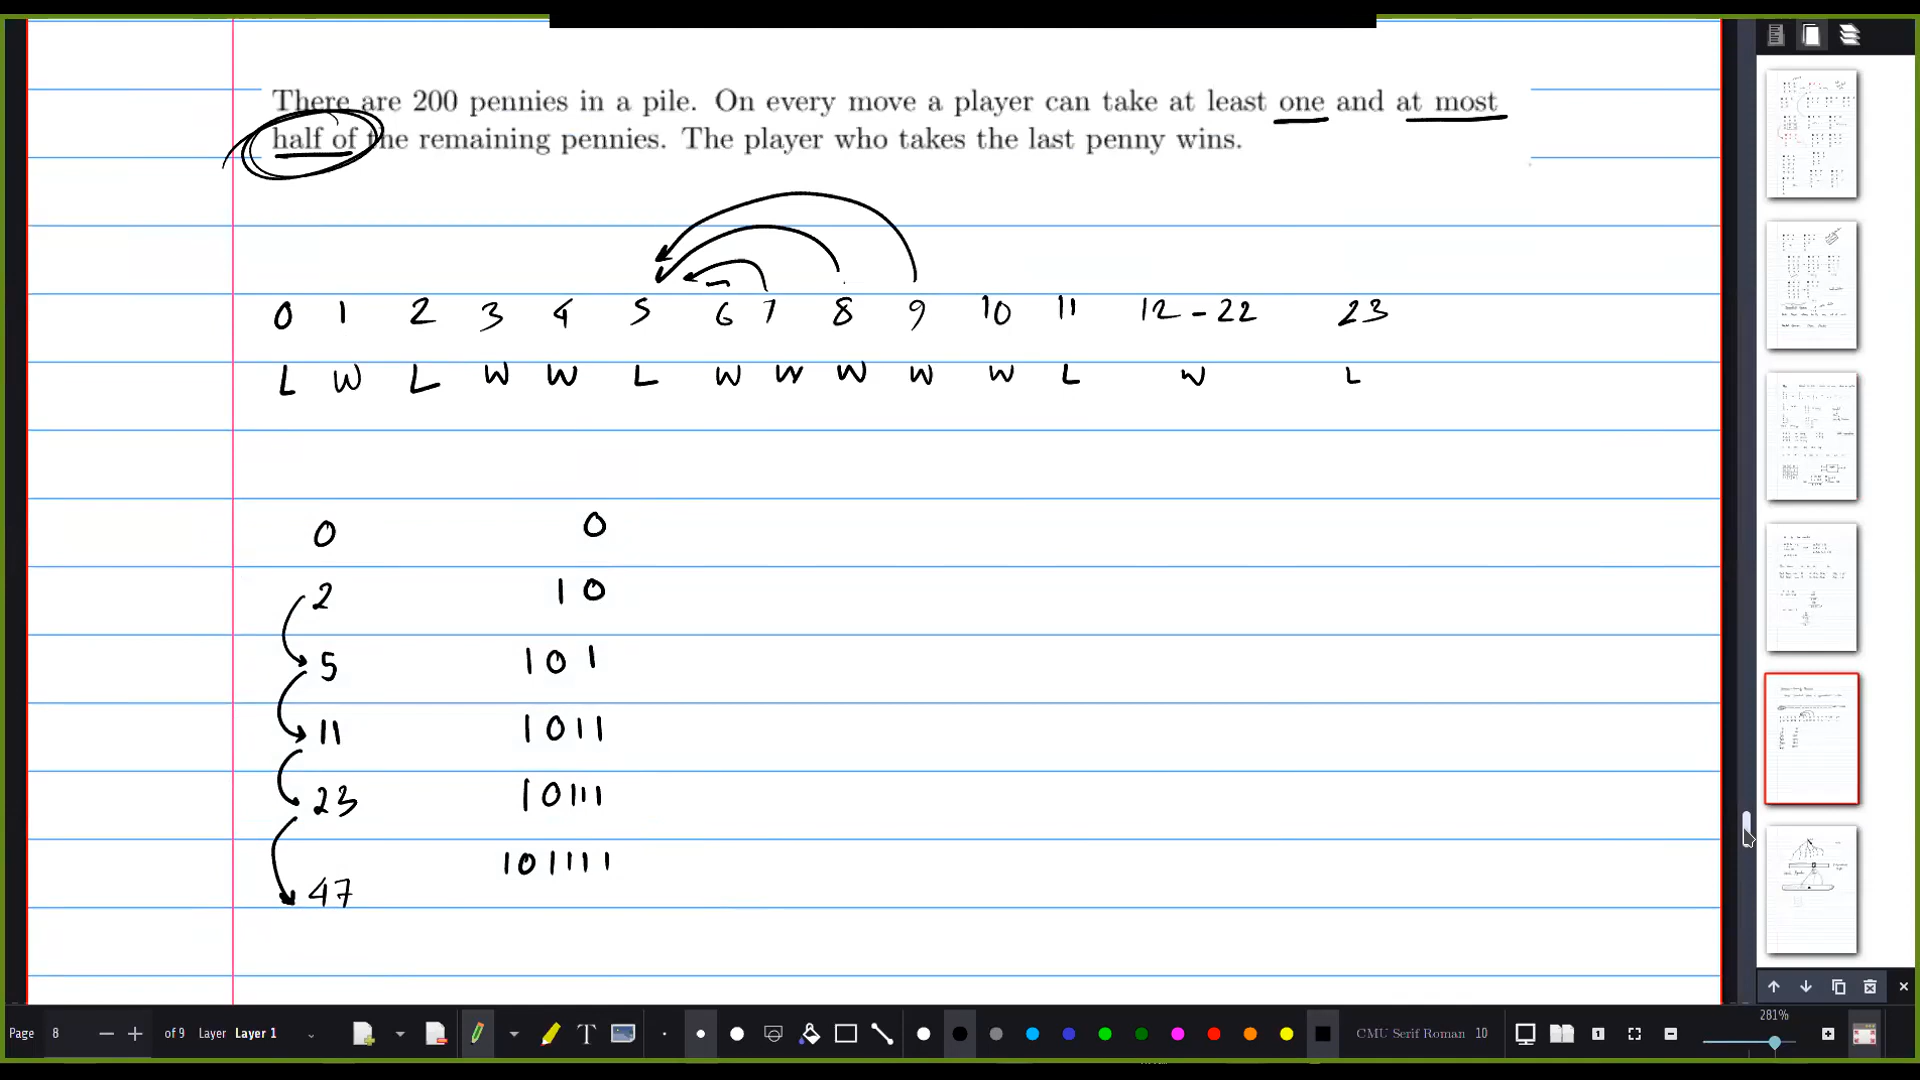 There are 200 pennies in a pile. On every move a player can take at least one and at most
half of the remaining pennies. The player who takes the last penny wins.
0 1 2 3 4 5 6 7 8 9 10 11 12-22 23
L W L W W L W W W W W L W L
0 0
2 10
5 101
11 1011
23 10111
47 101111
Page 8 of 9 Layer Layer 1 T CMU Serif Roman 10 281%